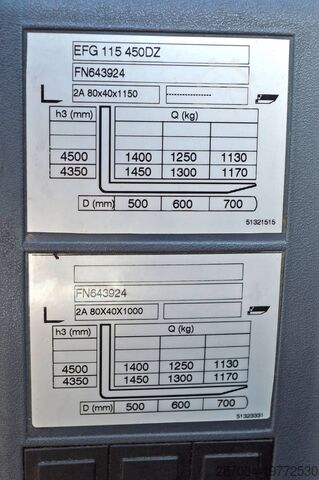 EFG 115 450DZ
FN643924
2A 80x40x1150 --------------
h3 (mm) Q (kg)
4500 1400 1250 1130
4350 1450 1300 1170
D (mm) 500 600 700
51321515
FN643924
2A 80X40X1000
h3 (mm) Q (kg)
4500 1400 1250 1130
4350 1450 1300 1170
D (mm) 500 600 700
51323331